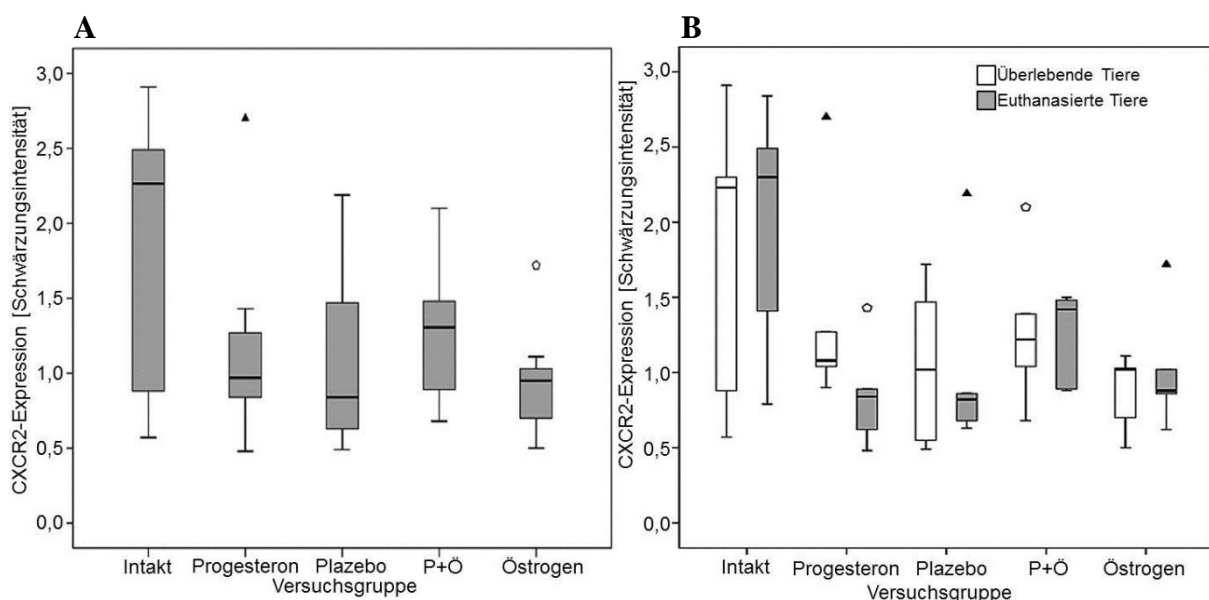 A
CXCR2-Expression [Schwärzungsintensität]
3,0
2,5
2,0
1,5
1,0
0,5
0,0
Intakt Progesteron Plazebo P+Ö Östrogen
Versuchsgruppe
B
CXCR2-Expression [Schwärzungsintensität]
3,0
2,5
2,0
1,5
1,0
0,5
0,0
Überlebende Tiere
Euthanasierte Tiere
Intakt Progesteron Plazebo P+Ö Östrogen
Versuchsgruppe